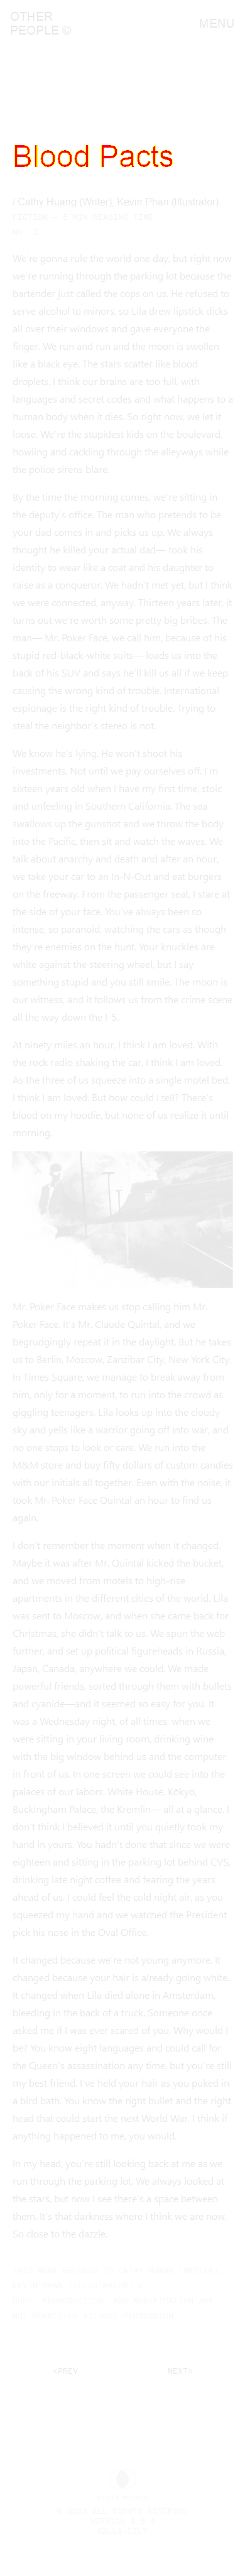 OTHER
PEOPLE ©
MENU
Blood Pacts
/ Cathy Huang (Writer), Kevin Phan (Illustrator)
We're gonna rule the world one day, but right now
we're running through the parking lot because the
bartender just called the cops on us. He refused to
serve alcohol to minors, so Lila drew lipstick dicks
all over their windows and gave everyone the
finger. We run and run and the moon is swollen
like a black eye. The stars scatter like blood
droplets. I think our brains are too full, with
languages and secret codes and what happens to a
human body when it dies. So right now, we let it
loose. We're the stupidest kids on the boulevard,
howling and cackling through the alleyways while
the police sirens blare.
By the time the morning comes, we're sitting in
the deputy's office. The man who pretends to be
your dad comes in and picks us up. We always
thought he killed your actual dad— took his
identity to wear like a coat and his daughter to
raise as a conqueror. We hadn't met yet, but I think
we were connected, anyway. Thirteen years later, it
turns out we're worth some pretty big bribes. The
man— Mr. Poker Face, we call him, because of his
stupid red-black-white suits— loads us into the
back of his SUV and says he'll kill us all if we keep
causing the wrong kind of trouble. International
espionage is the right kind of trouble. Trying to
steal the neighbor's stereo is not.
We know he's lying. He won't shoot his
investments. Not until we pay ourselves off. I'm
sixteen years old when I have my first time, stoic
and unfeeling in Southern California. The sea
swallows up the gunshot and we throw the body
into the Pacific, then sit and watch the waves. We
talk about anarchy and death and after an hour,
we take your car to an In-N-Out and eat burgers
on the freeway. From the passenger seat, I stare at
the side of your face. You've always been so
intense, so paranoid, watching the cars as though
they're enemies on the hunt. Your knuckles are
white against the steering wheel, but I say
something stupid and you still smile. The moon is
our witness, and it follows us from the crime scene
all the way down the I-5.
At ninety miles an hour, I think I am loved. With
the rock radio shaking the car, I think I am loved.
As the three of us squeeze into a single motel bed,
I think I am loved. But how could I tell? There's
blood on my hoodie, but none of us realize it until
morning.
Mr. Poker Face makes us stop calling him Mr.
Poker Face. It's Mr. Claude Quintal, and we
begrudgingly repeat it in the daylight. But he takes
us to Berlin, Moscow, Zanzibar City, New York City.
In Times Square, we manage to break away from
him, only for a moment, to run into the crowd as
giggling teenagers. Lila looks up into the cloudy
sky and yells like a warrior going off into war, and
no one stops to look or care. We run into the
M&M store and buy fifty dollars of custom candies
with our initials all together. Even with the noise, it
took Mr. Poker Face Quintal an hour to find us
again.
I don't remember the moment when it changed.
Maybe it was after Mr. Quintal kicked the bucket,
and we moved from motels to high-rise
apartments in the different cities of the world. Lila
was sent to Moscow, and when she came back for
Christmas, she didn't talk to us. We spun the web
further, and set up political figureheads in Russia,
Japan, Canada, anywhere we could. We made
powerful friends, sorted through them with bullets
and cyanide—and it seemed so easy for you. It
was a Wednesday night, of all times, when we
were sitting in your living room, drinking wine
with the big window behind us and the computer
in front of us. In one screen we could see into the
palaces of our labors. White House, Kōkyo,
Buckingham Palace, the Kremlin— all at a glance. I
don't think I believed it until you quietly took my
hand in yours. You hadn't done that since we were
eighteen and sitting in the parking lot behind CVS,
drinking late night coffee and fearing the years
ahead of us. I could feel the cold night air, as you
squeezed my hand and we watched the President
pick his nose in the Oval Office.
It changed because we're not young anymore. It
changed because your hair is already going white.
It changed when Lila died alone in Amsterdam,
bleeding in the back of a truck. Someone once
asked me if I was ever scared of you. Why would I
be? You know eight languages and could call for
the Queen's assassination any time, but you're still
my best friend. I've held your hair as you puked in
a bird bath. You know the right bullet and the right
head that could start the next World War. I think if
anything happened to me, you would.
In my head, you're still looking back at me as we
run through the parking lot. We always looked at
the stars, but now I see there's a space between
them. It's that darkness where I think we are now.
So close to the dazzle.
<PREV
NEXT>